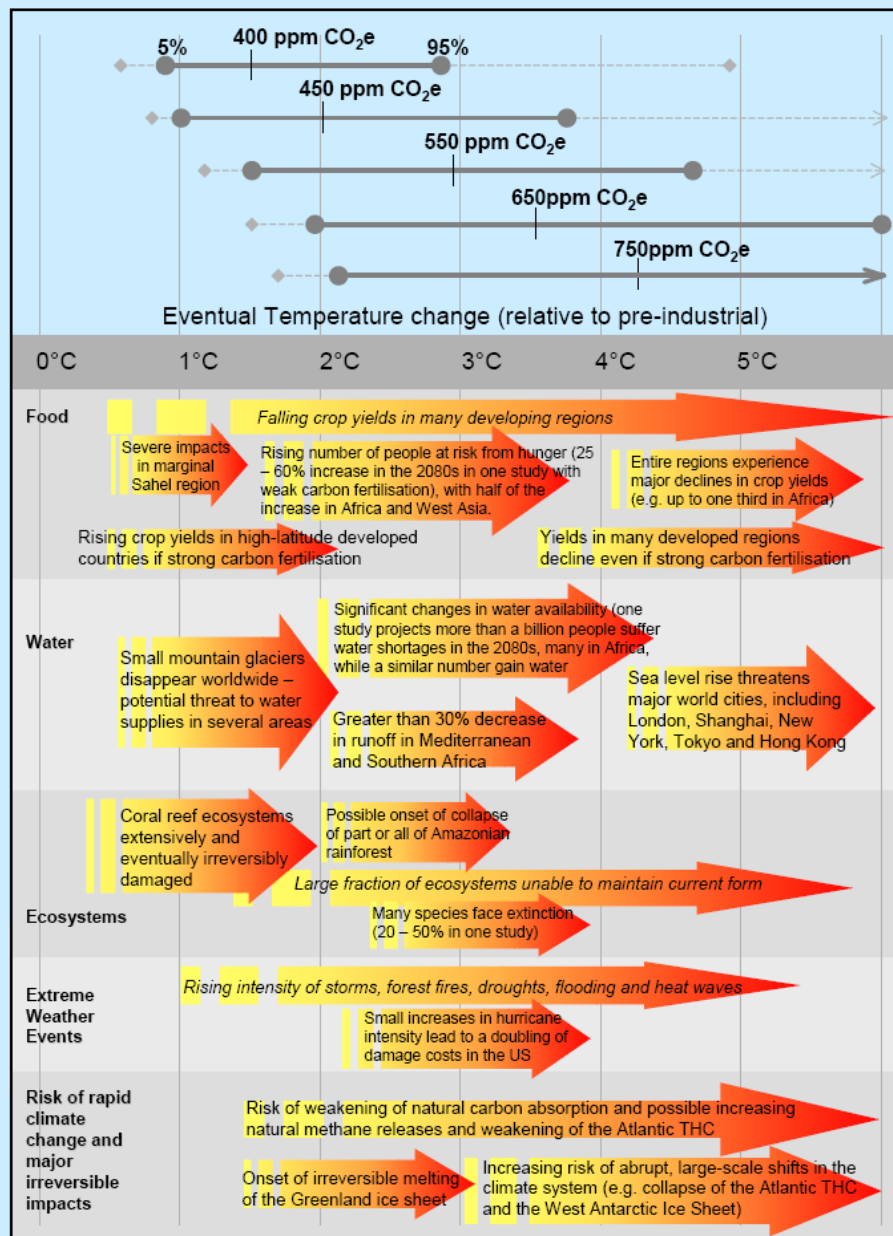 400 ppm CO₂e
5%
95%
450 ppm CO₂e
550 ppm CO₂e
650ppm CO₂e
750ppm CO₂e
Eventual Temperature change (relative to pre-industrial)
0°C 1°C 2°C 3°C 4°C 5°C
Food
Falling crop yields in many developing regions
Severe impacts
in marginal
Sahel region
Rising number of people at risk from hunger (25
– 60% increase in the 2080s in one study with
weak carbon fertilisation), with half of the
increase in Africa and West Asia.
Entire regions experience
major declines in crop yields
(e.g. up to one third in Africa)
Rising crop yields in high-latitude developed
countries if strong carbon fertilisation
Yields in many developed regions
decline even if strong carbon fertilisation
Water
Small mountain glaciers
disappear worldwide –
potential threat to water
supplies in several areas
Significant changes in water availability (one
study projects more than a billion people suffer
water shortages in the 2080s, many in Africa,
while a similar number gain water
Greater than 30% decrease
in runoff in Mediterranean
and Southern Africa
Sea level rise threatens
major world cities, including
London, Shanghai, New
York, Tokyo and Hong Kong
Ecosystems
Coral reef ecosystems
extensively and
eventually irreversibly
damaged
Possible onset of collapse
of part or all of Amazonian
rainforest
Large fraction of ecosystems unable to maintain current form
Many species face extinction
(20 – 50% in one study)
Extreme
Weather
Events
Rising intensity of storms, forest fires, droughts, flooding and heat waves
Small increases in hurricane
intensity lead to a doubling of
damage costs in the US
Risk of rapid
climate
change and
major
irreversible
impacts
Risk of weakening of natural carbon absorption and possible increasing
natural methane releases and weakening of the Atlantic THC
Onset of irreversible melting
of the Greenland ice sheet
Increasing risk of abrupt, large-scale shifts in the
climate system (e.g. collapse of the Atlantic THC
and the West Antarctic Ice Sheet)